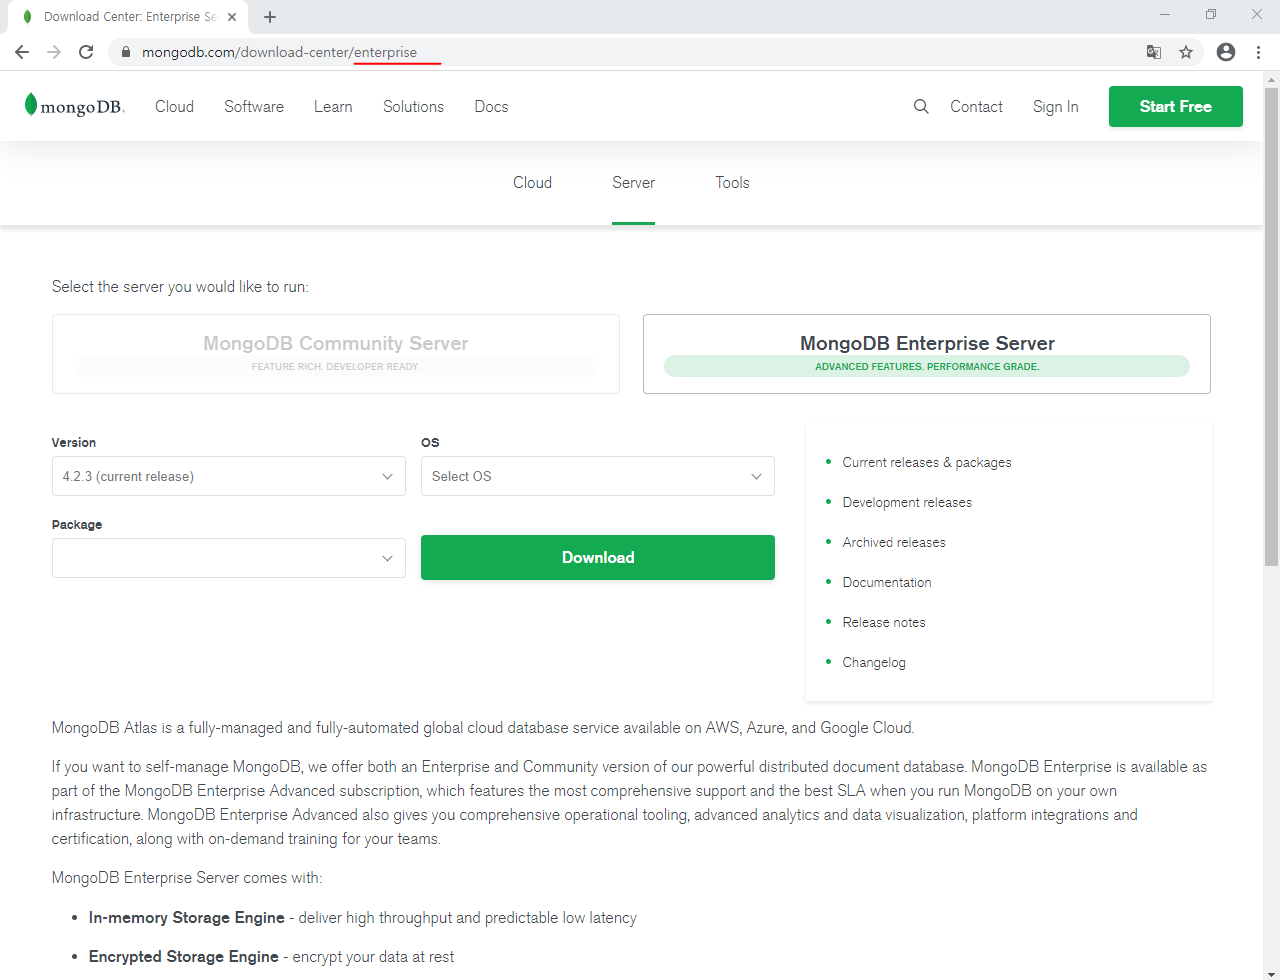 Download Center: Enterprise Se
mongodb.com/download-center/enterprise
mongoDB.
Cloud
Software
Learn
Solutions
Docs
Contact
Sign In
Start Free
Cloud
Server
Tools
Select the server you would like to run:
MongoDB Community Server
FEATURE RICH. DEVELOPER READY.
MongoDB Enterprise Server
ADVANCED FEATURES. PERFORMANCE GRADE.
Version
4.2.3 (current release)
OS
Select OS
Package
Download
Current releases & packages
Development releases
Archived releases
Documentation
Release notes
Changelog
MongoDB Atlas is a fully-managed and fully-automated global cloud database service available on AWS, Azure, and Google Cloud.
If you want to self-manage MongoDB, we offer both an Enterprise and Community version of our powerful distributed document database. MongoDB Enterprise is available as
part of the MongoDB Enterprise Advanced subscription, which features the most comprehensive support and the best SLA when you run MongoDB on your own
infrastructure. MongoDB Enterprise Advanced also gives you comprehensive operational tooling, advanced analytics and data visualization, platform integrations and
certification, along with on-demand training for your teams.
MongoDB Enterprise Server comes with:
• In-memory Storage Engine - deliver high throughput and predictable low latency
• Encrypted Storage Engine - encrypt your data at rest